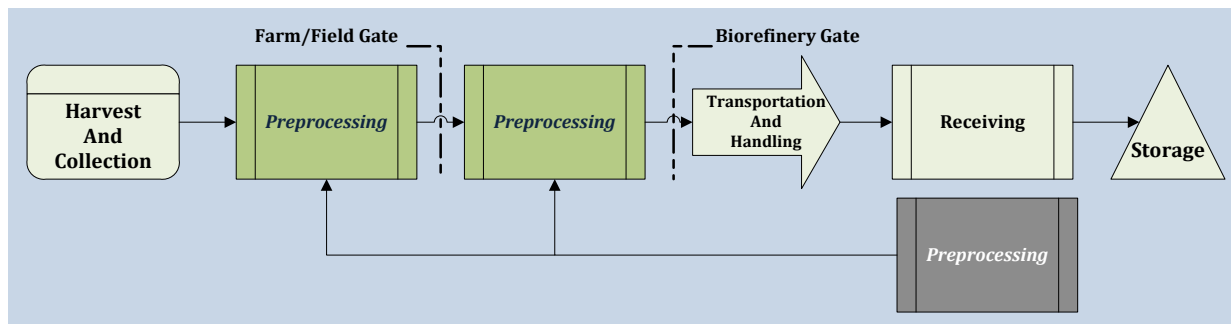 Farm/Field Gate
Biorefinery Gate
Harvest
And
Collection
Preprocessing
Preprocessing
Transportation
And
Handling
Receiving
Storage
Preprocessing